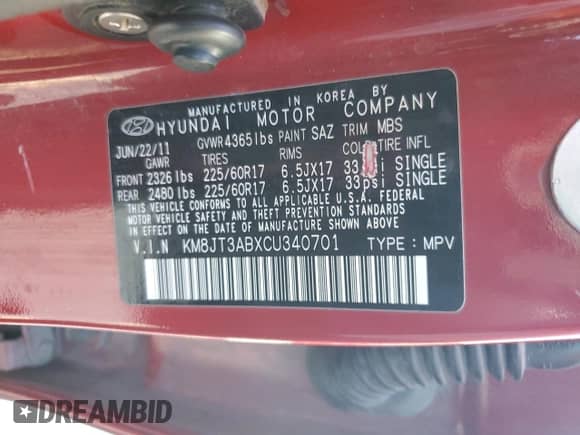 MANUFACTURED IN KOREA BY
HYUNDAI MOTOR COMPANY
JUN/22/11 GVWR 4365lbs PAINT SAZ TRIM MBS
GAWR TIRES RIMS COLD TIRE INFL
FRONT 2326lbs 225/60R17 6.5JX17 33 SINGLE
REAR 2480lbs 225/60R17 6.5JX17 33psi SINGLE
THIS VEHICLE CONFORMS TO ALL APPLICABLE U.S.A. FEDERAL
MOTOR VEHICLE SAFETY AND THEFT PREVENTION STANDARDS
IN EFFECT ON THE DATE OF MANUFACTURE SHOWN ABOVE.
V.I.N KM8JT3ABXCU340701 TYPE : MPV
DREAMBID